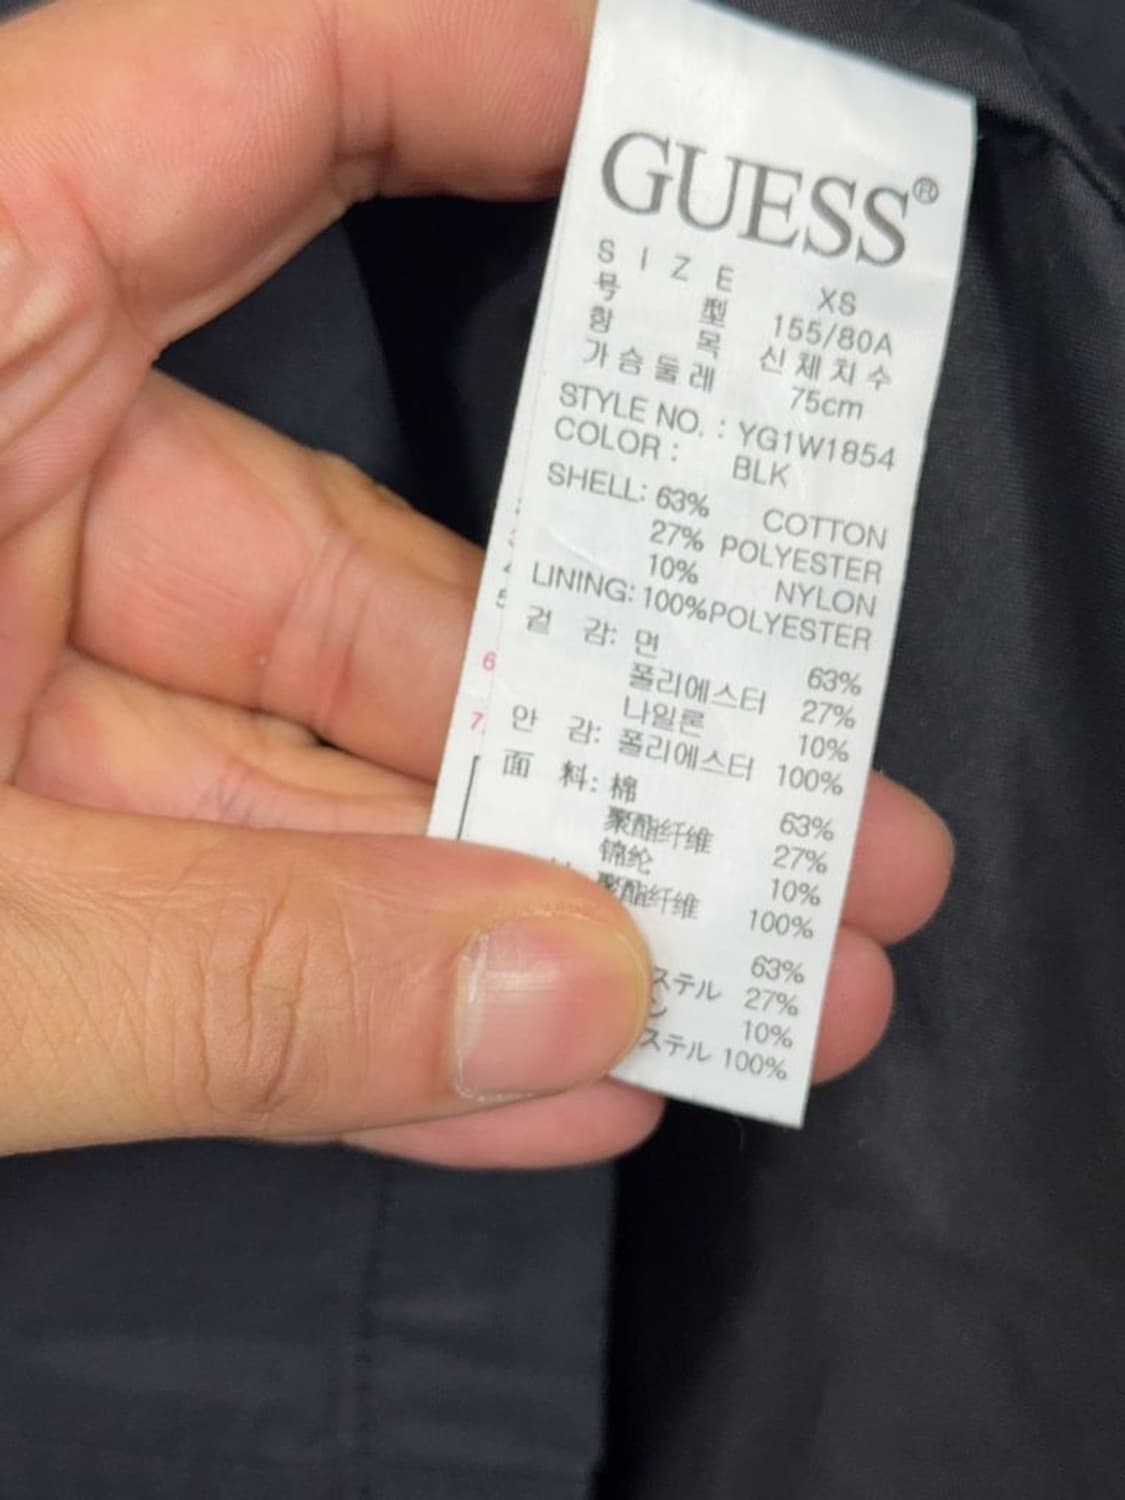 GUESS®
SIZE XS
号型 155/80A
항목 신체치수
가슴둘레 75cm
STYLE NO. : YG1W1854
COLOR : BLK
SHELL: 63% COTTON
27% POLYESTER
10% NYLON
LINING: 100% POLYESTER
겉감: 면 63%
폴리에스터 27%
나일론 10%
안감: 폴리에스터 100%
面料: 棉 63%
聚酯纤维 27%
锦纶 10%
聚酯纤维 100%
63%
ステル 27%
ン 10%
ステル 100%
5
6
7.